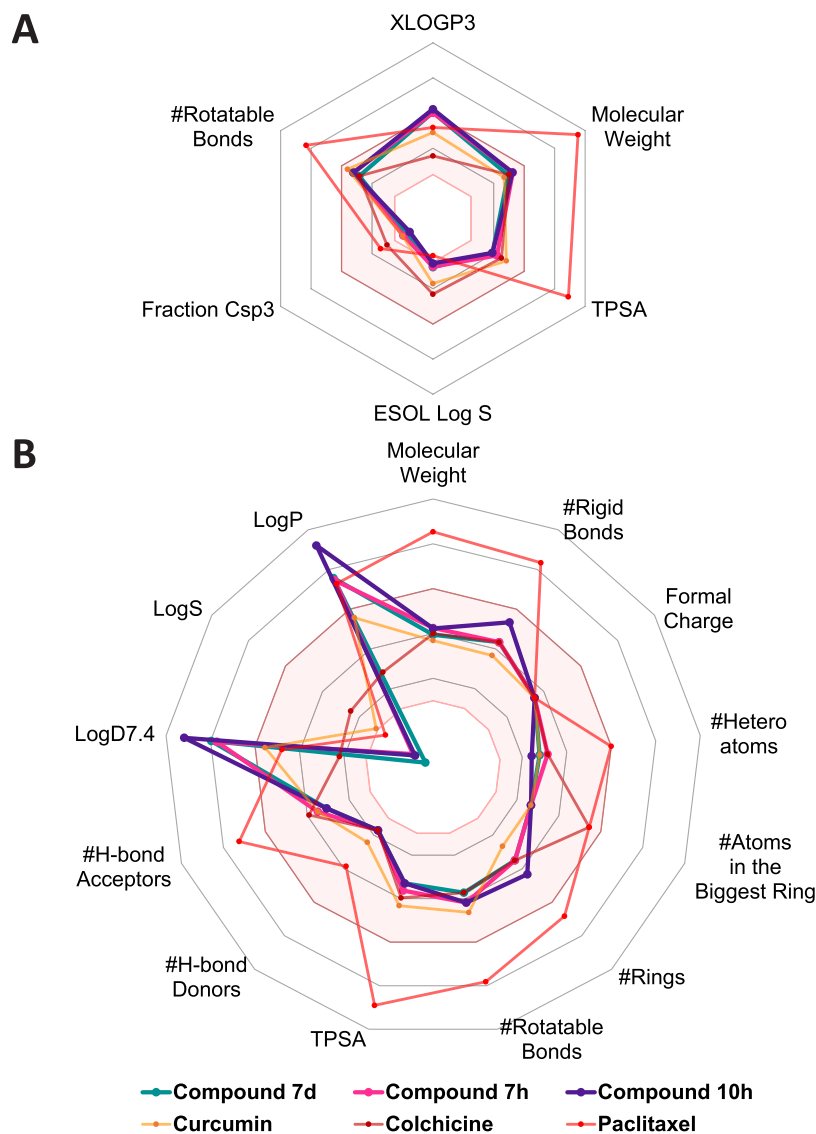 A
XLOGP3
#Rotatable
Bonds
Molecular
Weight
Fraction Csp3
TPSA
ESOL Log S
B
Molecular
Weight
#Rigid
Bonds
LogP
Formal
Charge
LogS
#Hetero
atoms
LogD7.4
#Atoms
in the
Biggest Ring
#H-bond
Acceptors
#H-bond
Donors
#Rings
TPSA
#Rotatable
Bonds
Compound 7d Compound 7h Compound 10h
Curcumin Colchicine Paclitaxel